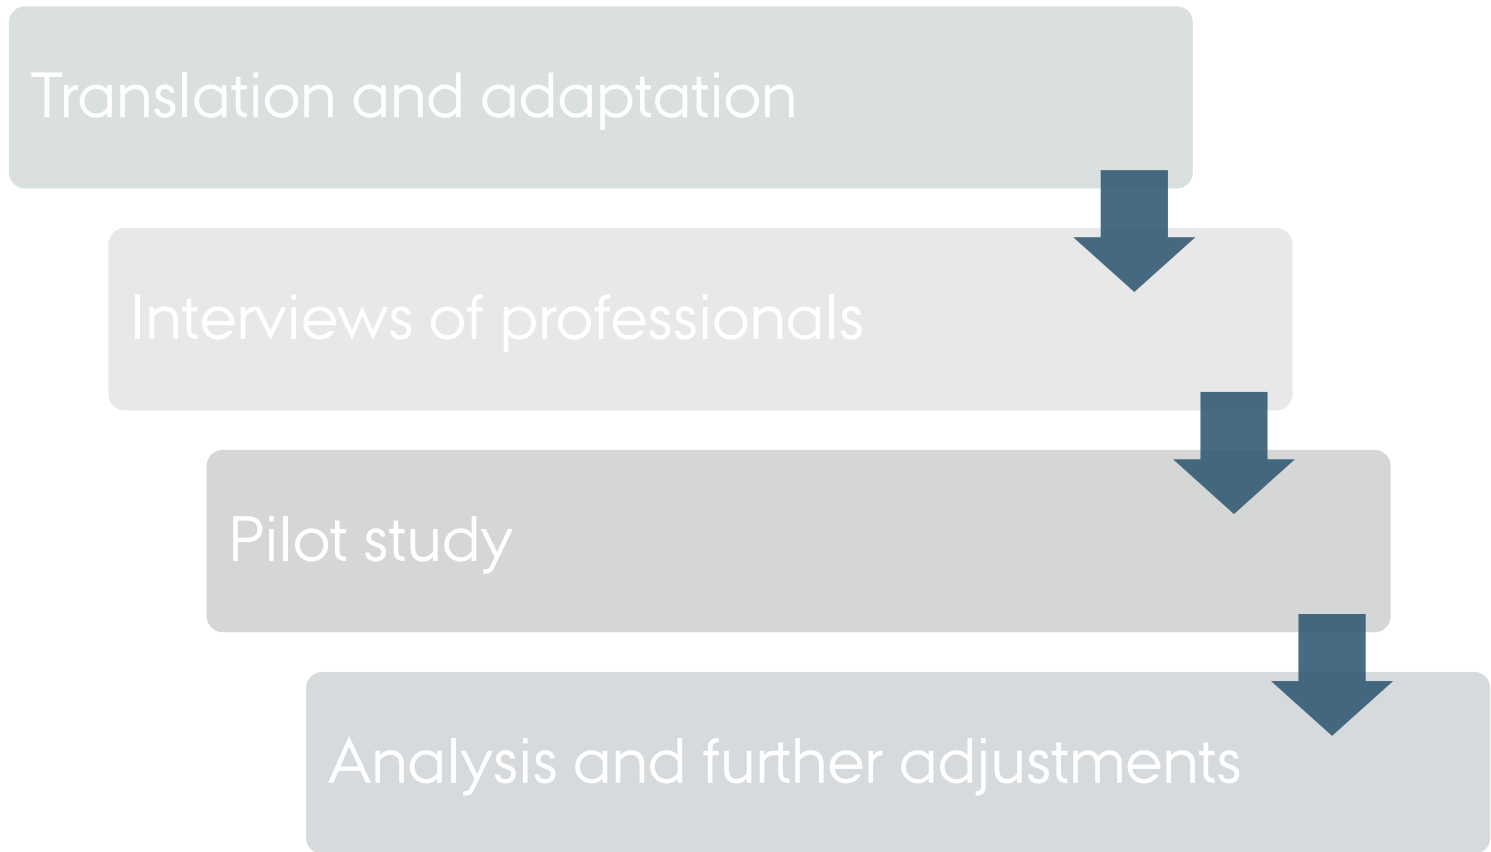 Translation and adaptation
Interviews of professionals
Pilot study
Analysis and further adjustments